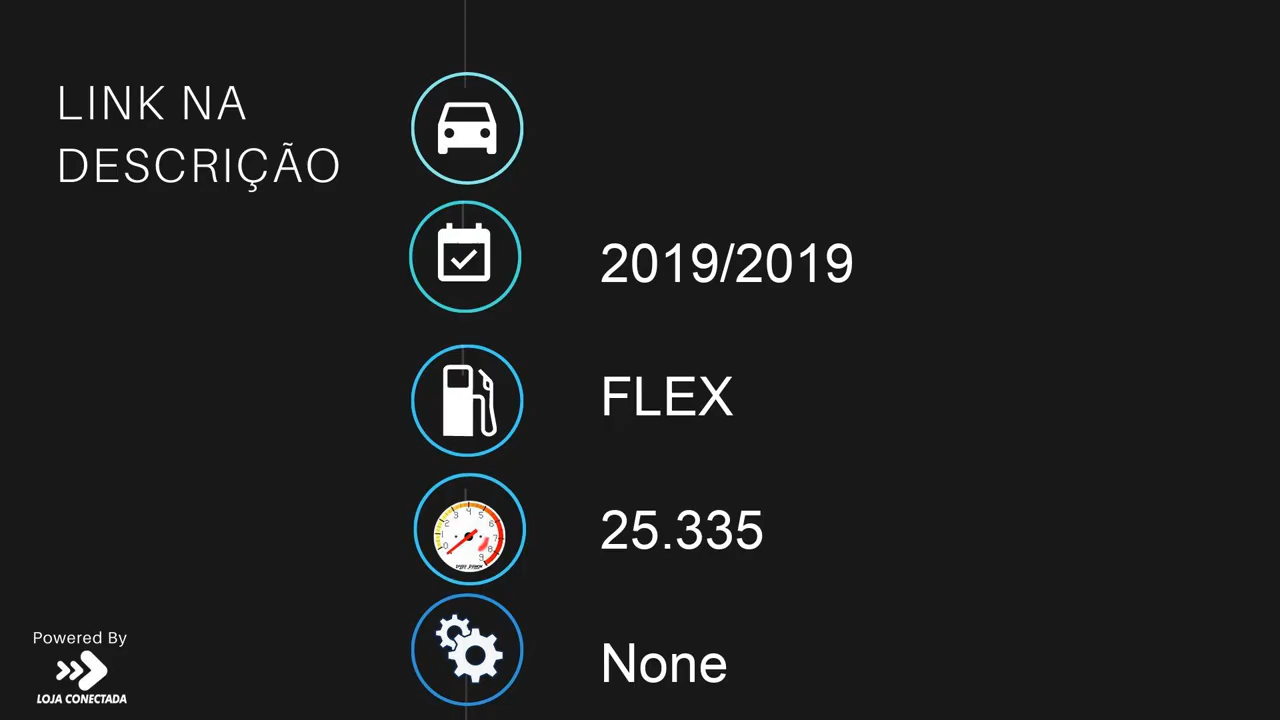 LINK NA
DESCRIÇÃO
2019/2019
FLEX
25.335
None
Powered By
LOJA CONECTADA